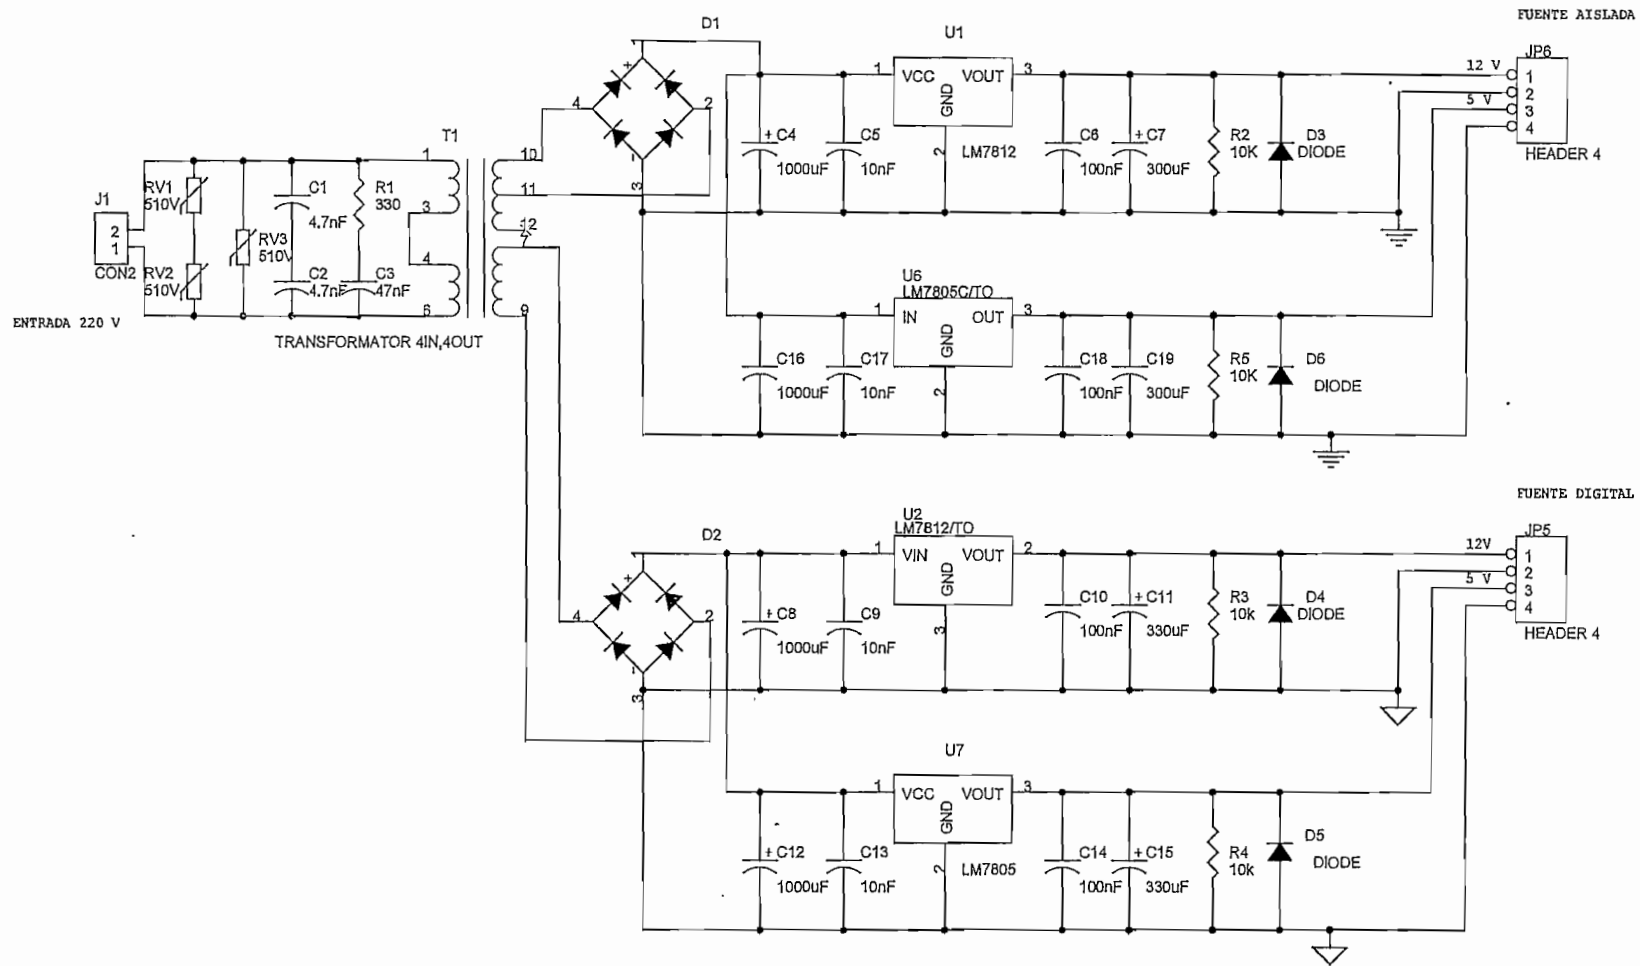 FUENTE AISLADA
D1
U1
JP6
1
+
4
2
-
3
1
VCC
VOUT
GND
3
2
LM7812
12 V
5 V
1
2
3
4
HEADER 4
+ C4
1000uF
C5
10nF
C6
100nF
+ C7
300uF
R2
10K
D3
DIODE
T1
J1
2
1
CON2
RV1
510V
RV2
510V
RV3
510V
C1
4.7nF
C2
4.7nF
R1
330
C3
47nF
1
3
4
6
10
11
12
7
9
ENTRADA 220 V
TRANSFORMATOR 4IN,4OUT
U6
LM7805C/TO
1
IN
OUT
GND
3
2
C16
1000uF
C17
10nF
C18
100nF
C19
300uF
R5
10K
D6
DIODE
FUENTE DIGITAL
D2
U2
LM7812/TO
JP5
1
+
4
2
-
3
1
VIN
VOUT
GND
2
3
12V
5 V
1
2
3
4
HEADER 4
+ C8
1000uF
C9
10nF
C10
100nF
+ C11
330uF
R3
10k
D4
DIODE
U7
1
VCC
VOUT
GND
3
2
LM7805
+ C12
1000uF
C13
10nF
C14
100nF
+ C15
330uF
R4
10k
D5
DIODE